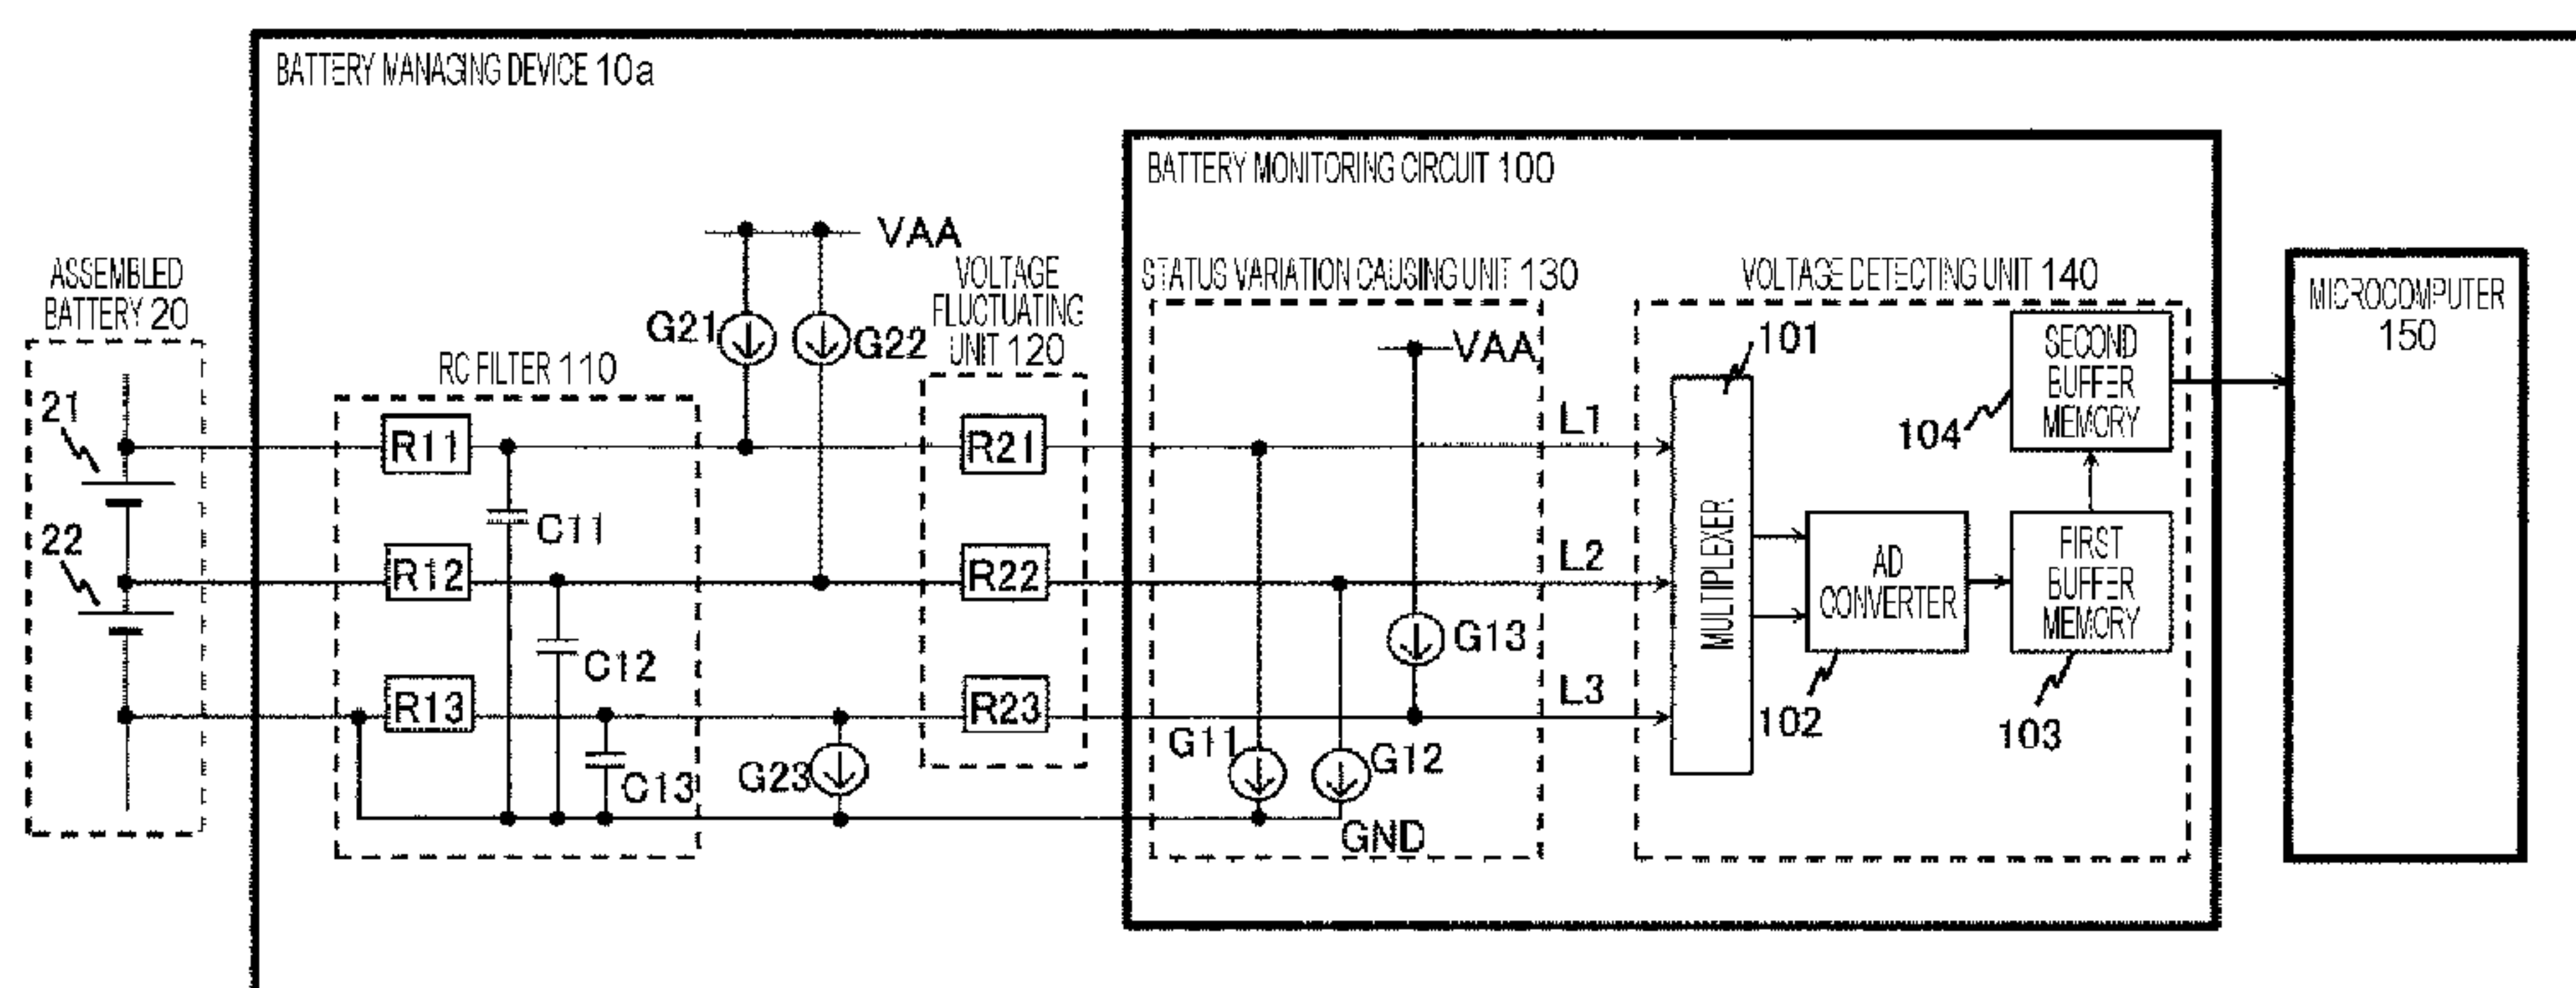 BATTERY MANAGING DEVICE 10a
BATTERY MONITORING CIRCUIT 100
ASSEMBLED
BATTERY 20
21
22
RC FILTER 110
R11
R12
R13
C11
C12
C13
VAA
G21
G22
G23
VOLTAGE
FLUCTUATING
UNIT 120
R21
R22
R23
STATUS VARIATION CAUSING UNIT 130
VAA
G13
G11
G12
GND
L1
L2
L3
VOLTAGE DETECTING UNIT 140
101
MULTIPLEXER
AD
CONVERTER
102
FIRST
BUFFER
MEMORY
103
SECOND
BUFFER
MEMORY
104
MICROCOMPUTER
150